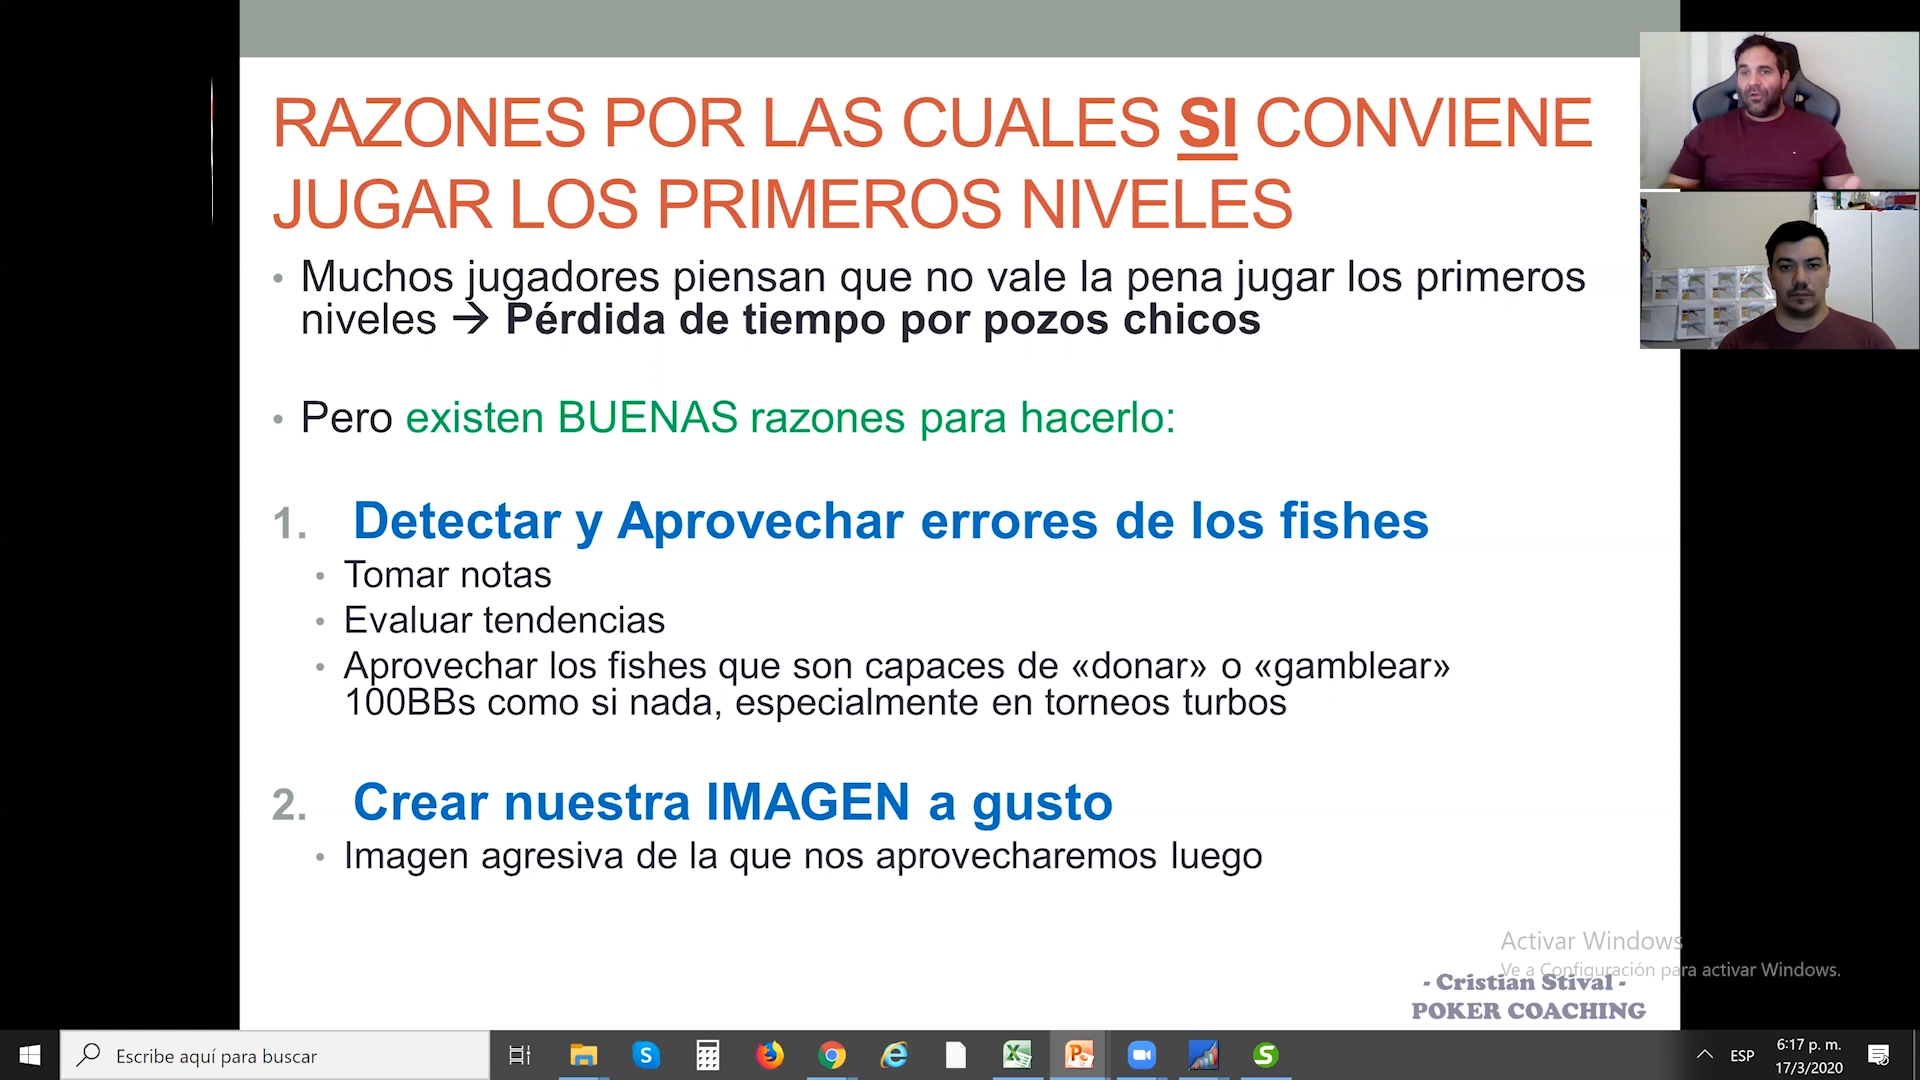 RAZONES POR LAS CUALES SI CONVIENE
JUGAR LOS PRIMEROS NIVELES
• Muchos jugadores piensan que no vale la pena jugar los primeros
niveles → Pérdida de tiempo por pozos chicos
• Pero existen BUENAS razones para hacerlo:
1. Detectar y Aprovechar errores de los fishes
• Tomar notas
• Evaluar tendencias
• Aprovechar los fishes que son capaces de «donar» o «gamblear»
100BBs como si nada, especialmente en torneos turbos
2. Crear nuestra IMAGEN a gusto
• Imagen agresiva de la que nos aprovecharemos luego
Activar Windows
Ve a Configuración para activar Windows.
- Cristian Stival -
POKER COACHING
Escribe aquí para buscar
ESP
6:17 p. m.
17/3/2020